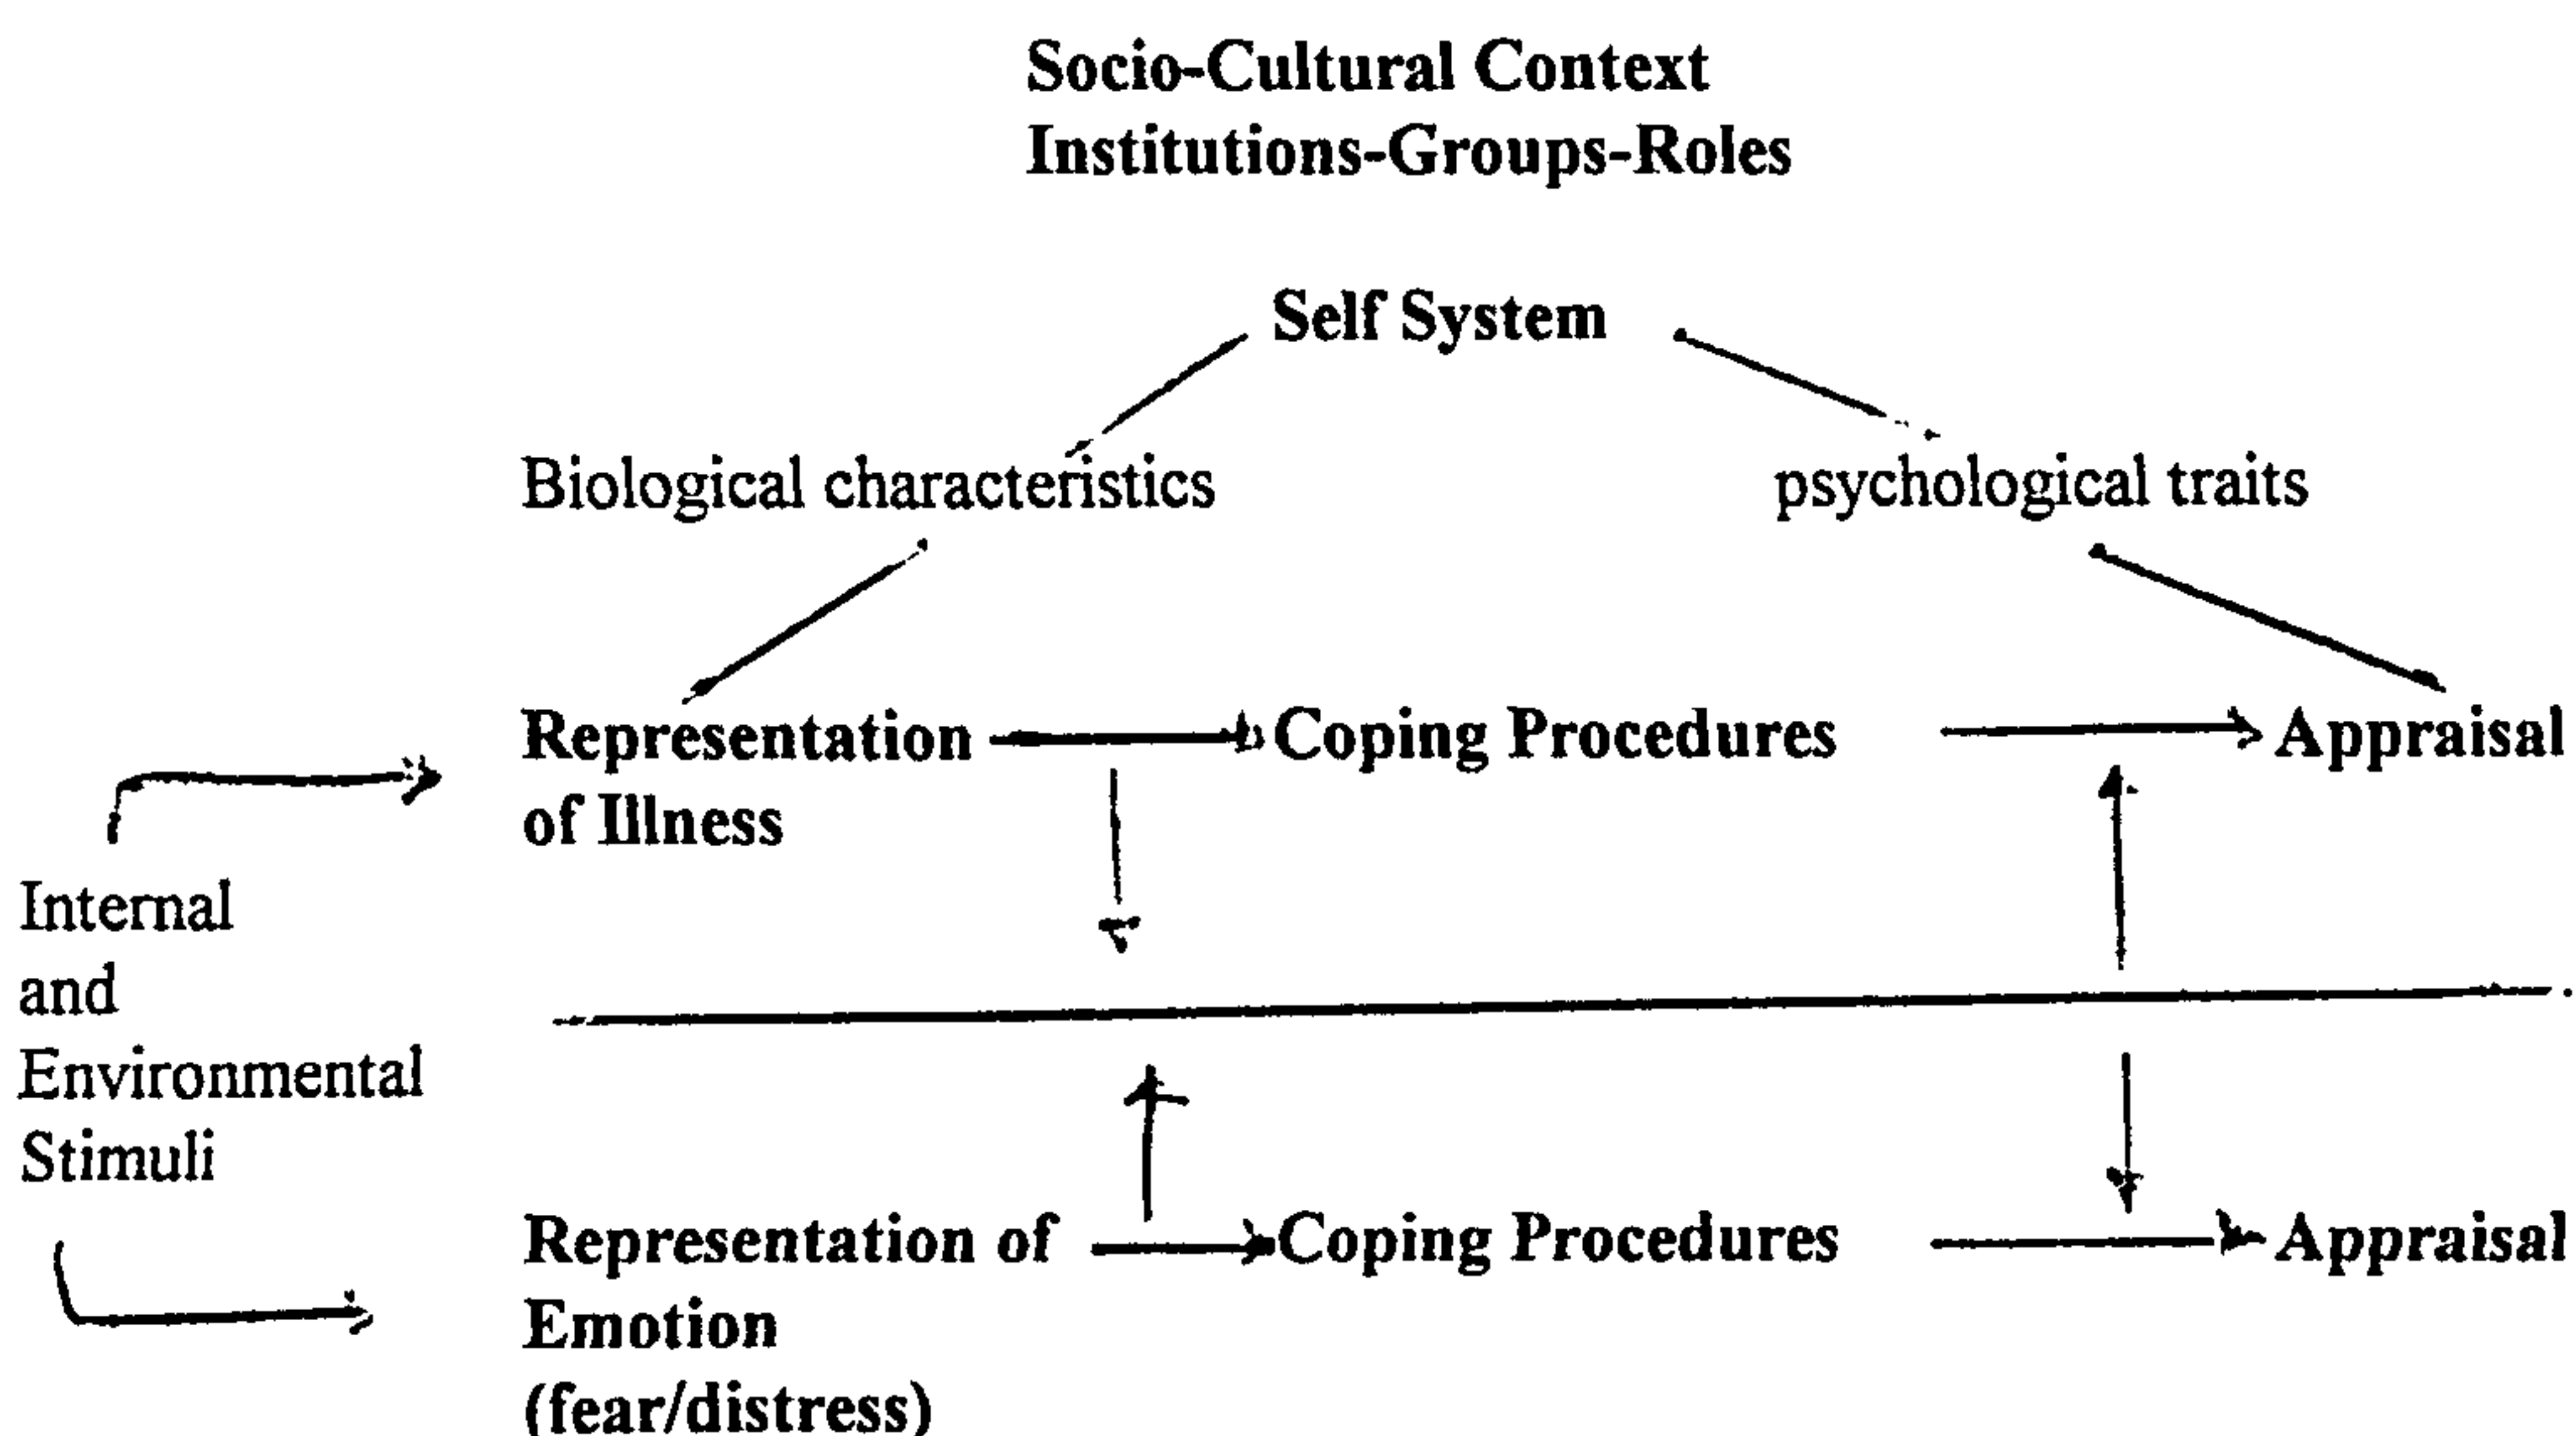 Socio-Cultural Context
Institutions-Groups-Roles
Self System
Biological characteristics
psychological traits
Representation
of Illness
Coping Procedures
Appraisal
Internal
and
Environmental
Stimuli
Representation of
Emotion
(fear/distress)
Coping Procedures
Appraisal